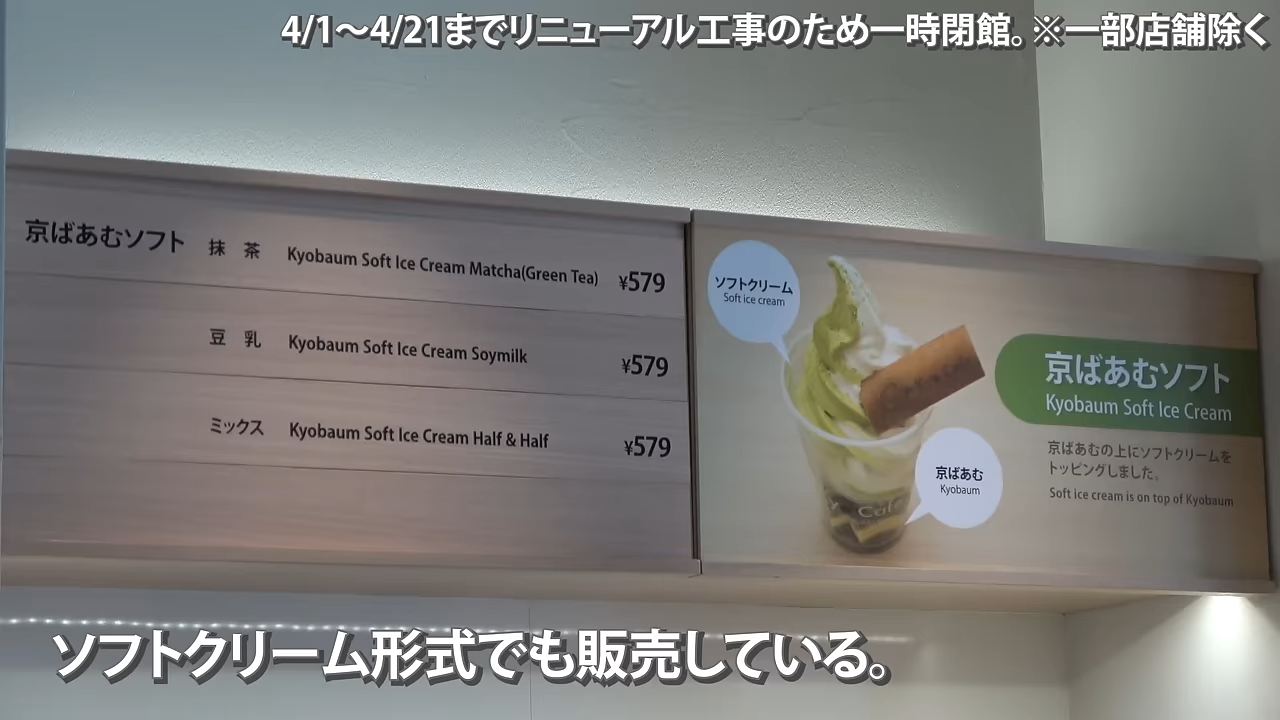 4/1～4/21までリニューアル工事のため一時閉館。※一部店舗除く
京ばあむソフト 抹 茶 Kyobaum Soft Ice Cream Matcha(Green Tea) ¥579
豆 乳 Kyobaum Soft Ice Cream Soymilk ¥579
ミックス Kyobaum Soft Ice Cream Half & Half ¥579
ソフトクリーム
Soft ice cream
京ばあむソフト
Kyobaum Soft Ice Cream
京ばあむの上にソフトクリームを
トッピングしました。
Soft ice cream is on top of Kyobaum
京ばあむ
Kyobaum
Cafe
ソフトクリーム形式でも販売している。